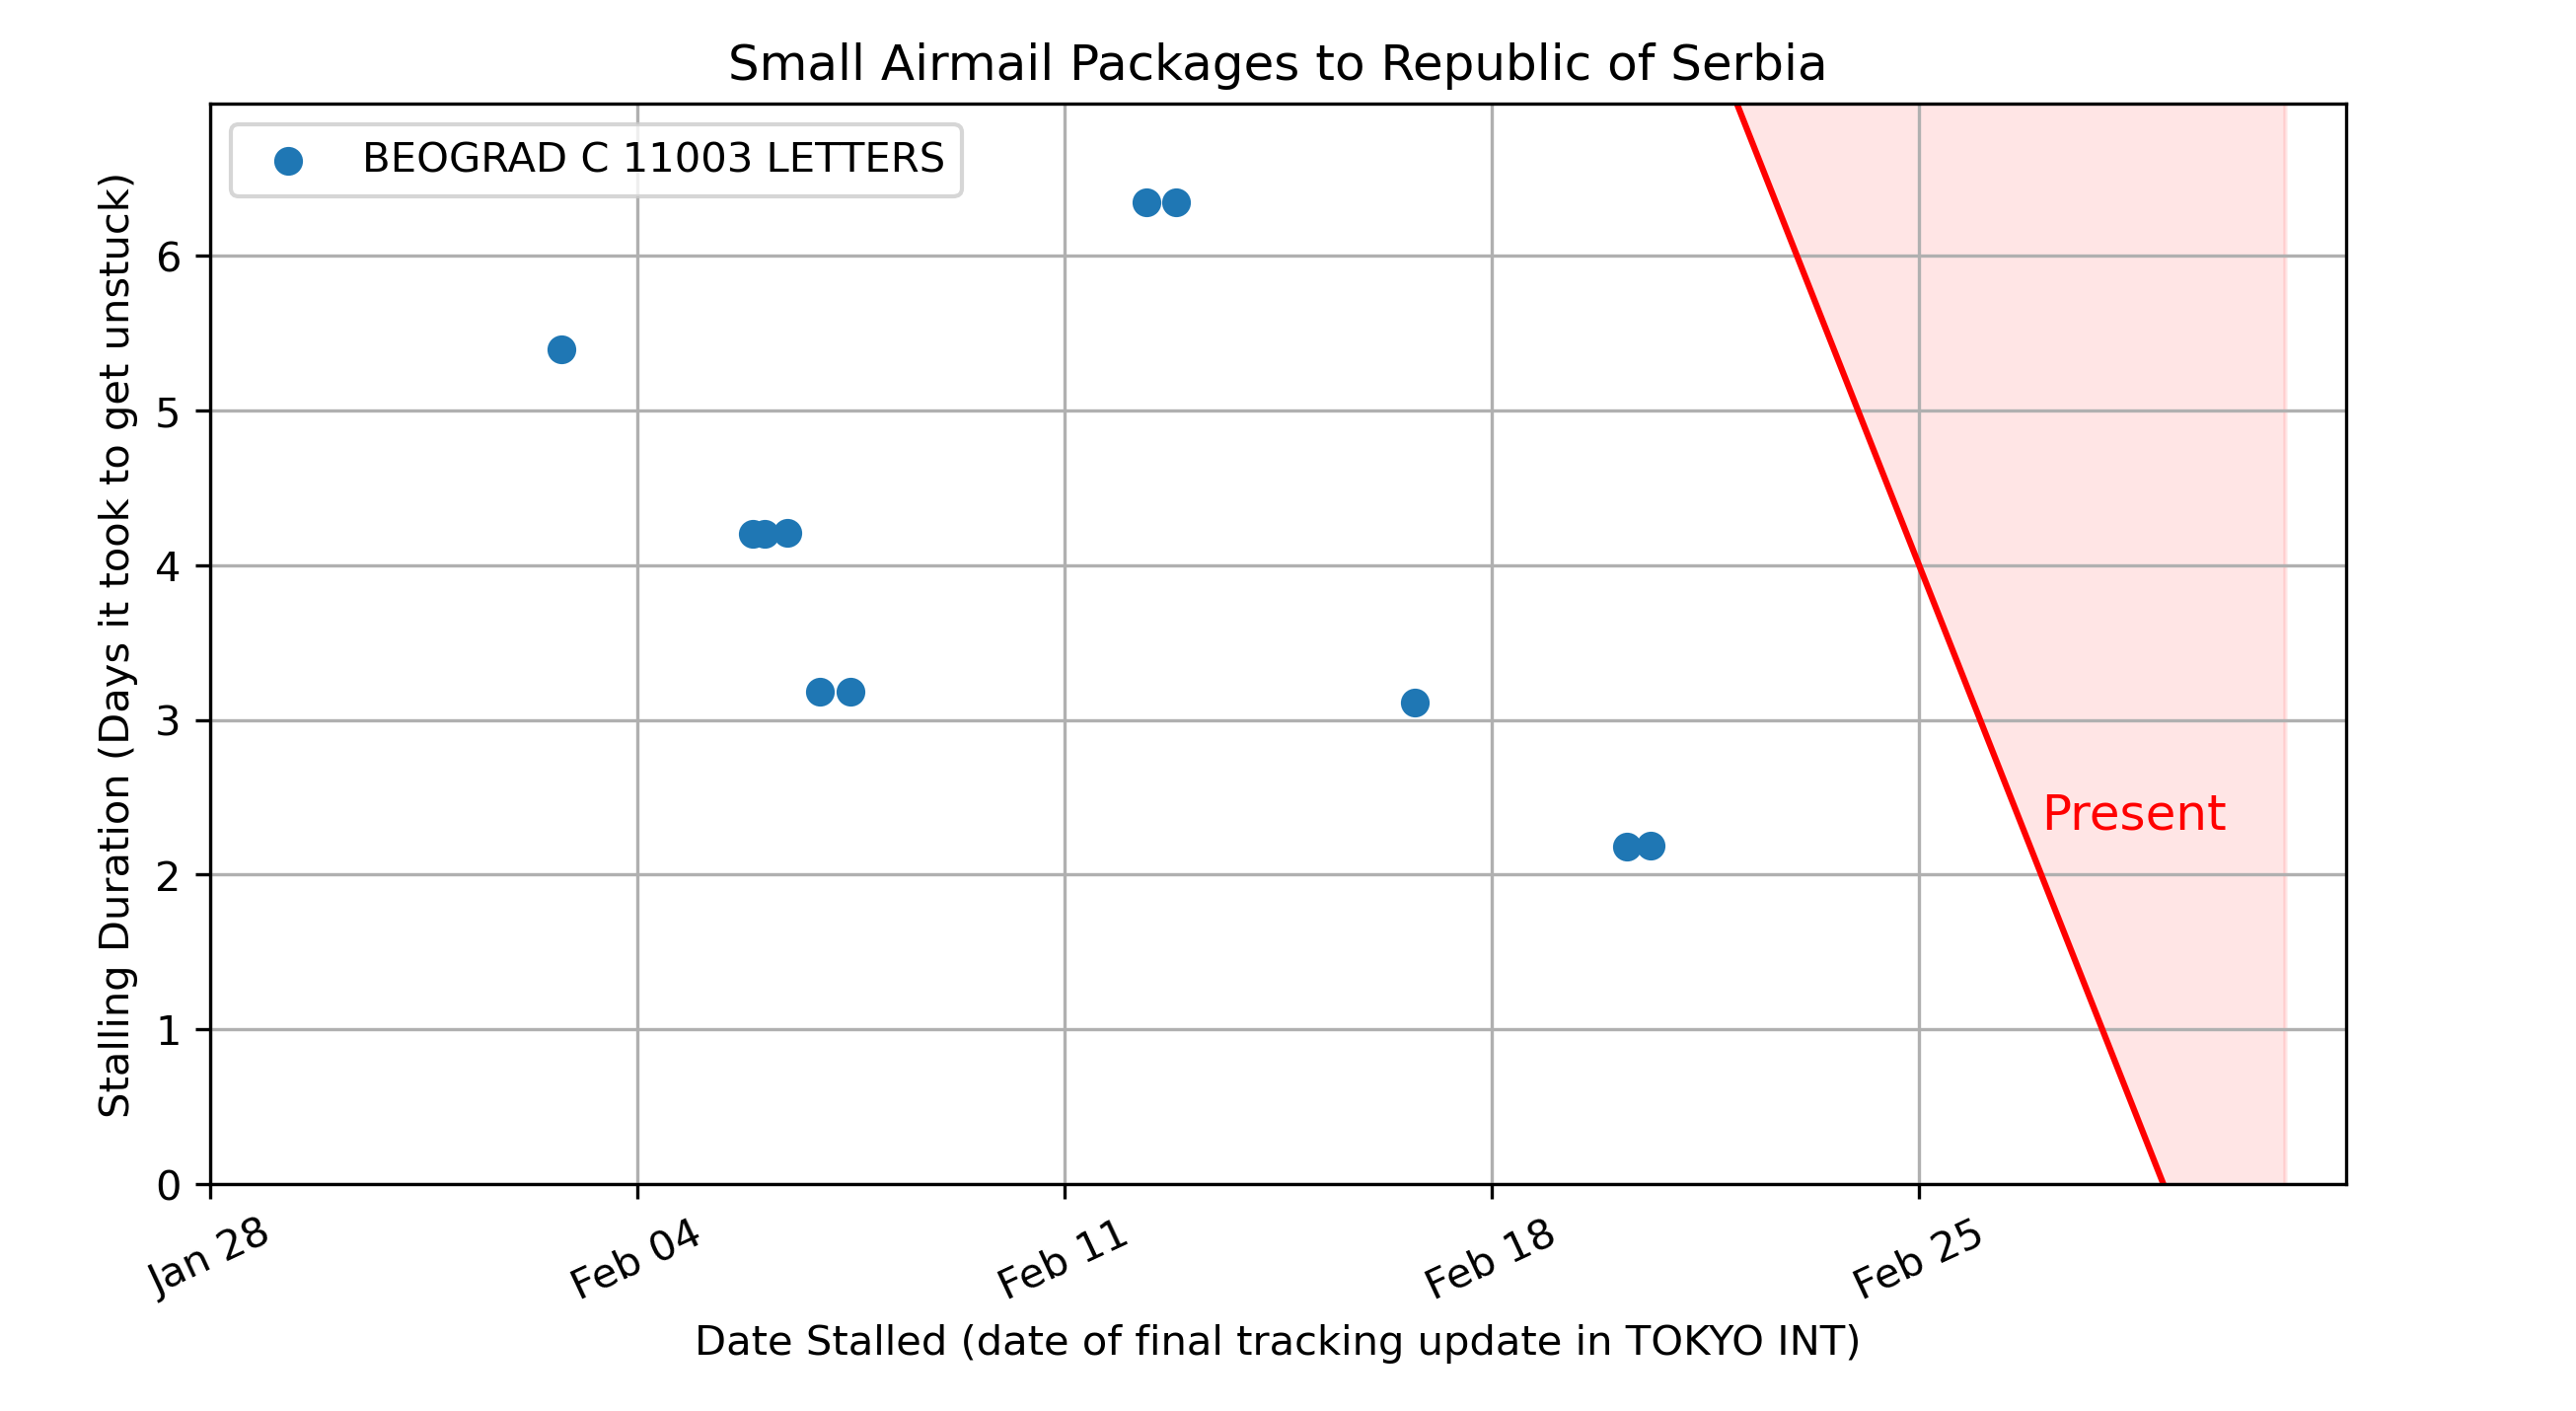 Small Airmail Packages to Republic of Serbia
BEOGRAD C 11003 LETTERS
Stalling Duration (Days it took to get unstuck)
6
5
4
3
2
1
0
Present
Jan 28
Feb 04
Feb 11
Feb 18
Feb 25
Date Stalled (date of final tracking update in TOKYO INT)